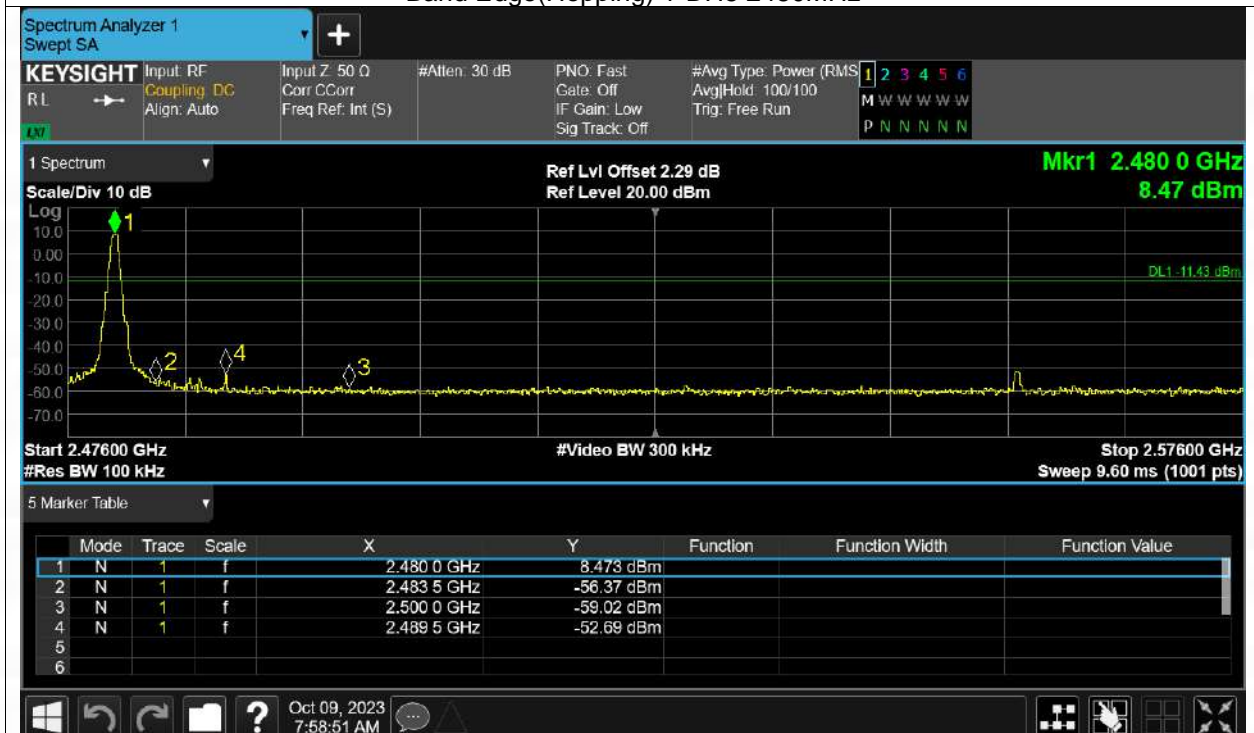 Spectrum Analyzer 1
Swept SA
+
KEYSIGHT Input: RF Input Z: 50 Ω #Atten: 30 dB PNO: Fast #Avg Type: Power (RMS 1 2 3 4 5 6
RL Coupling: DC Corr CCorr Gate: Off Avg|Hold: 100/100 M W W W W W
Align: Auto Freq Ref: Int (S) IF Gain: Low Trig: Free Run
LXI Sig Track: Off P N N N N N
1 Spectrum Ref Lvl Offset 2.29 dB Mkr1 2.480 0 GHz
Scale/Div 10 dB Ref Level 20.00 dBm 8.47 dBm
Log
1
10.0
0.00
DL1 -11.43 dBm
-10.0
-20.0
-30.0
-40.0
2 4 3
-50.0
-60.0
-70.0
Start 2.47600 GHz #Video BW 300 kHz Stop 2.57600 GHz
#Res BW 100 kHz Sweep 9.60 ms (1001 pts)
5 Marker Table
Mode Trace Scale X Y Function Function Width Function Value
1 N 1 f 2.480 0 GHz 8.473 dBm
2 N 1 f 2.483 5 GHz -56.37 dBm
3 N 1 f 2.500 0 GHz -59.02 dBm
4 N 1 f 2.489 5 GHz -52.69 dBm
5
6
? Oct 09, 2023
7:58:51 AM